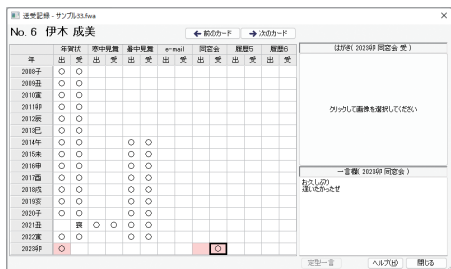 送受記録 - サンプル33.fwa
No. 6 伊木 成美
前のカード 次のカード
年賀状 寒中見舞 暑中見舞 e-mail 同窓会 履歴5 履歴6
年 出 受 出 受 出 受 出 受 出 受 出 受 出 受
2008子 ○ ○
2009丑 ○ ○
2010寅 ○ ○
2011卯 ○ ○
2012辰 ○ ○
2013巳 ○ ○
2014午 ○ ○ ○ ○
2015未 ○ ○ ○ ○
2016申 ○ ○ ○ ○
2017酉 ○ ○ ○ ○
2018戌 ○ ○ ○ ○
2019亥 ○ ○ ○ ○
2020子 ○ ○ ○ ○
2021丑 喪 ○ ○ ○ ○
2022寅 ○ ○ ○ ○
2023卯 ○ ○
はがき( 2023卯 同窓会 受 )
クリックして画像を選択してください
一言欄( 2023卯 同窓会 )
お久しぶり
逢いたかったぜ
定型一言 ヘルプ(H) 閉じる